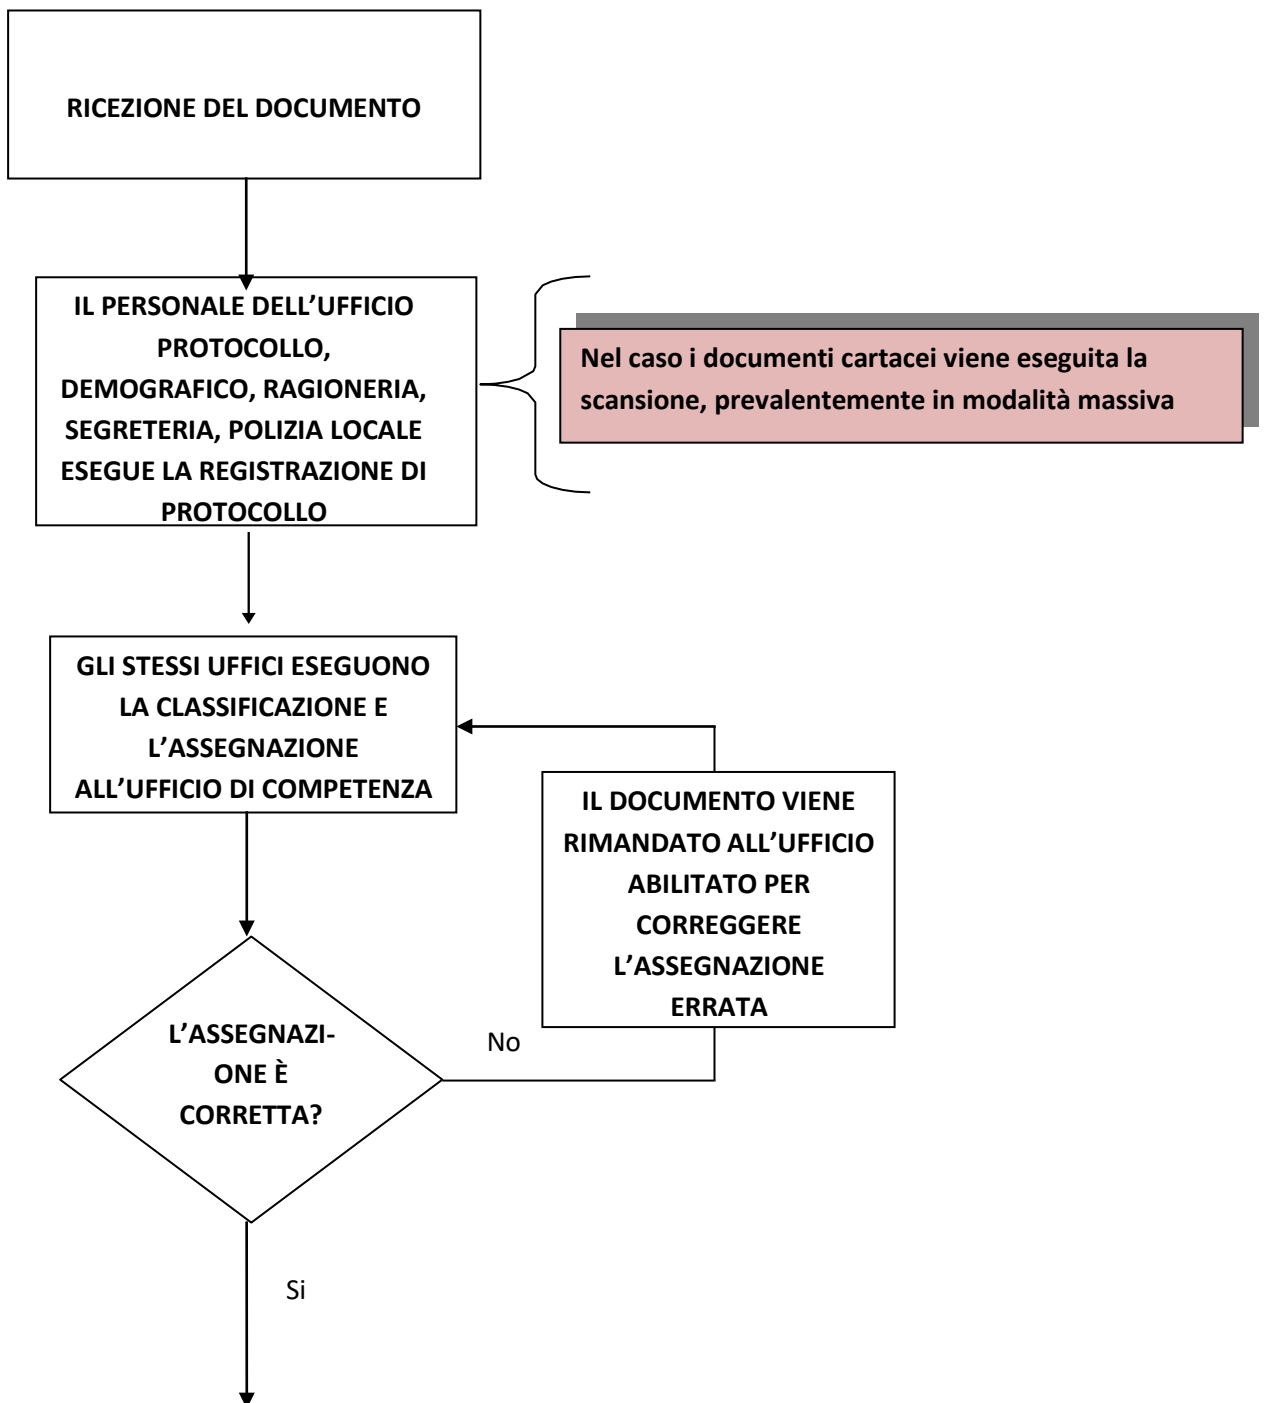 RICEZIONE DEL DOCUMENTO
IL PERSONALE DELL’UFFICIO
PROTOCOLLO,
DEMOGRAFICO, RAGIONERIA,
SEGRETERIA, POLIZIA LOCALE
ESEGUE LA REGISTRAZIONE DI
PROTOCOLLO
Nel caso i documenti cartacei viene eseguita la
scansione, prevalentemente in modalità massiva
GLI STESSI UFFICI ESEGUONO
LA CLASSIFICAZIONE E
L’ASSEGNAZIONE
ALL’UFFICIO DI COMPETENZA
IL DOCUMENTO VIENE
RIMANDATO ALL’UFFICIO
ABILITATO PER
CORREGGERE
L’ASSEGNAZIONE
ERRATA
L’ASSEGNAZI-
ONE È
CORRETTA?
No
Si